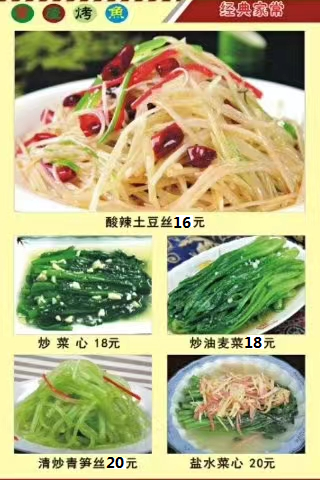 烤魚
经典家常
酸辣土豆丝16元
炒菜心 18元
炒油麦菜18元
清炒青笋丝20元
盐水菜心 20元